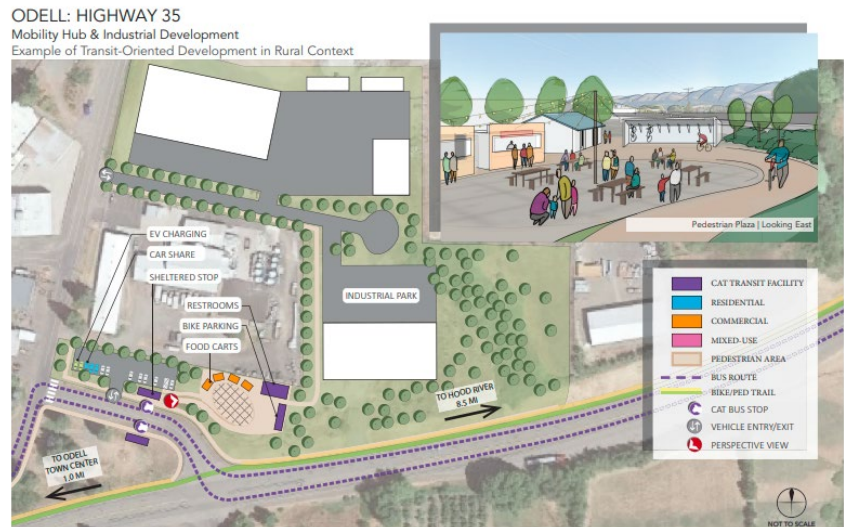 ODELL: HIGHWAY 35
Mobility Hub & Industrial Development
Example of Transit-Oriented Development in Rural Context
Pedestrian Plaza | Looking East
EV CHARGING
CAR SHARE
SHELTERED STOP
RESTROOMS
BIKE PARKING
FOOD CARTS
INDUSTRIAL PARK
TO HOOD RIVER
8.5 MI
TO ODELL
TOWN CENTER
1.0 MI
CAT TRANSIT FACILITY
RESIDENTIAL
COMMERCIAL
MIXED-USE
PEDESTRIAN AREA
BUS ROUTE
BIKE/PED TRAIL
CAT BUS STOP
VEHICLE ENTRY/EXIT
PERSPECTIVE VIEW
NOT TO SCALE